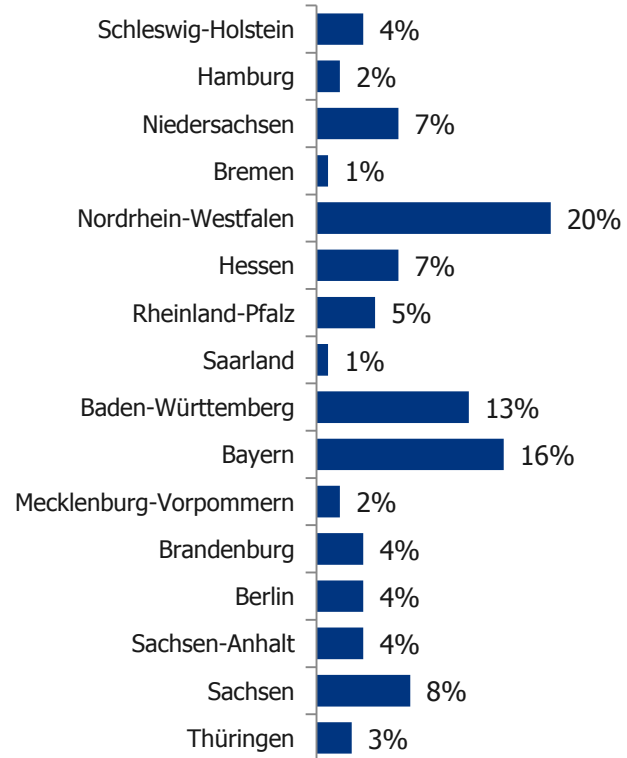 Schleswig-Holstein 4%
Hamburg 2%
Niedersachsen 7%
Bremen 1%
Nordrhein-Westfalen 20%
Hessen 7%
Rheinland-Pfalz 5%
Saarland 1%
Baden-Württemberg 13%
Bayern 16%
Mecklenburg-Vorpommern 2%
Brandenburg 4%
Berlin 4%
Sachsen-Anhalt 4%
Sachsen 8%
Thüringen 3%